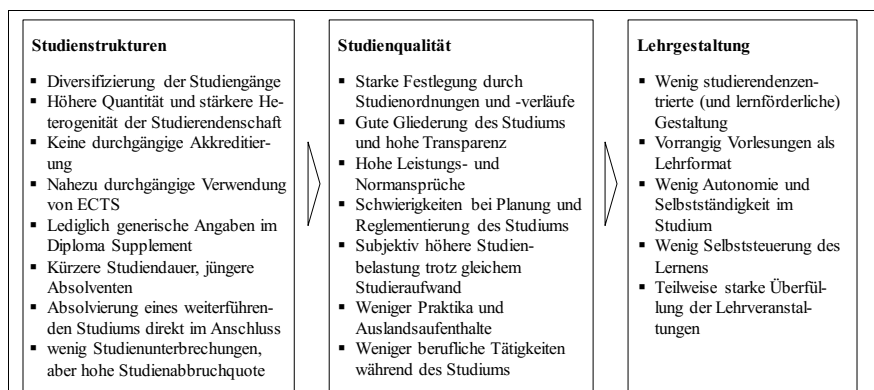 Studienstrukturen
▪ Diversifizierung der Studiengänge
▪ Höhere Quantität und stärkere He-
terogenität der Studierendenschaft
▪ Keine durchgängige Akkreditier-
ung
▪ Nahezu durchgängige Verwendung
von ECTS
▪ Lediglich generische Angaben im
Diploma Supplement
▪ Kürzere Studiendauer, jüngere
Absolventen
▪ Absolvierung eines weiterführen-
den Studiums direkt im Anschluss
▪ wenig Studienunterbrechungen,
aber hohe Studienabbruchquote
Studienqualität
▪ Starke Festlegung durch
Studienordnungen und -verläufe
▪ Gute Gliederung des Studiums
und hohe Transparenz
▪ Hohe Leistungs- und
Normansprüche
▪ Schwierigkeiten bei Planung und
Reglementierung des Studiums
▪ Subjektiv höhere Studien-
belastung trotz gleichem
Studieraufwand
▪ Weniger Praktika und
Auslandsaufenthalte
▪ Weniger berufliche Tätigkeiten
während des Studiums
Lehrgestaltung
▪ Wenig studierendenzen-
trierte (und lernförderliche)
Gestaltung
▪ Vorrangig Vorlesungen als
Lehrformat
▪ Wenig Autonomie und
Selbstständigkeit im
Studium
▪ Wenig Selbststeuerung des
Lernens
▪ Teilweise starke Überfül-
lung der Lehrveranstal-
tungen